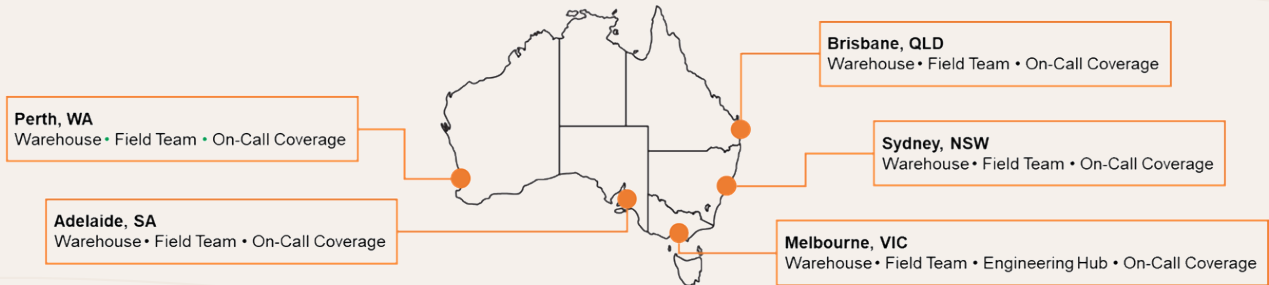 Brisbane, QLD
Warehouse • Field Team • On-Call Coverage
Perth, WA
Warehouse • Field Team • On-Call Coverage
Sydney, NSW
Warehouse • Field Team • On-Call Coverage
Adelaide, SA
Warehouse • Field Team • On-Call Coverage
Melbourne, VIC
Warehouse • Field Team • Engineering Hub • On-Call Coverage